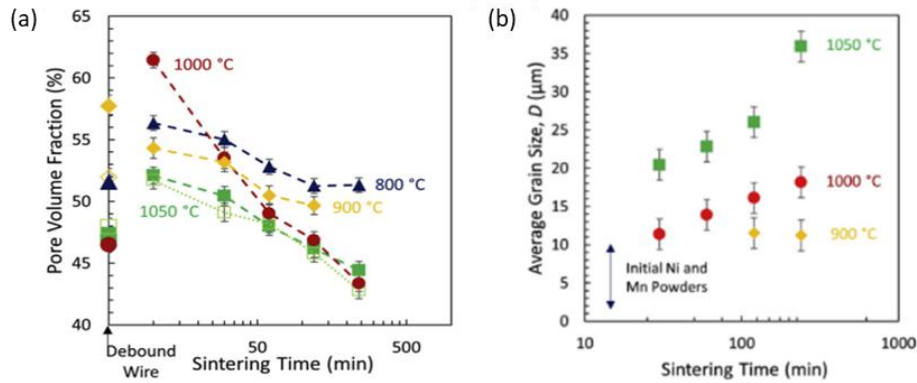 (a)
65
60
55
50
45
40
Pore Volume Fraction (%)
1000 °C
800 °C
900 °C
1050 °C
50
500
Debound
Wire
Sintering Time (min)
(b)
40
35
30
25
20
15
10
5
0
Average Grain Size, D (μm)
1050 °C
1000 °C
900 °C
Initial Ni and
Mn Powders
10
100
1000
Sintering Time (min)